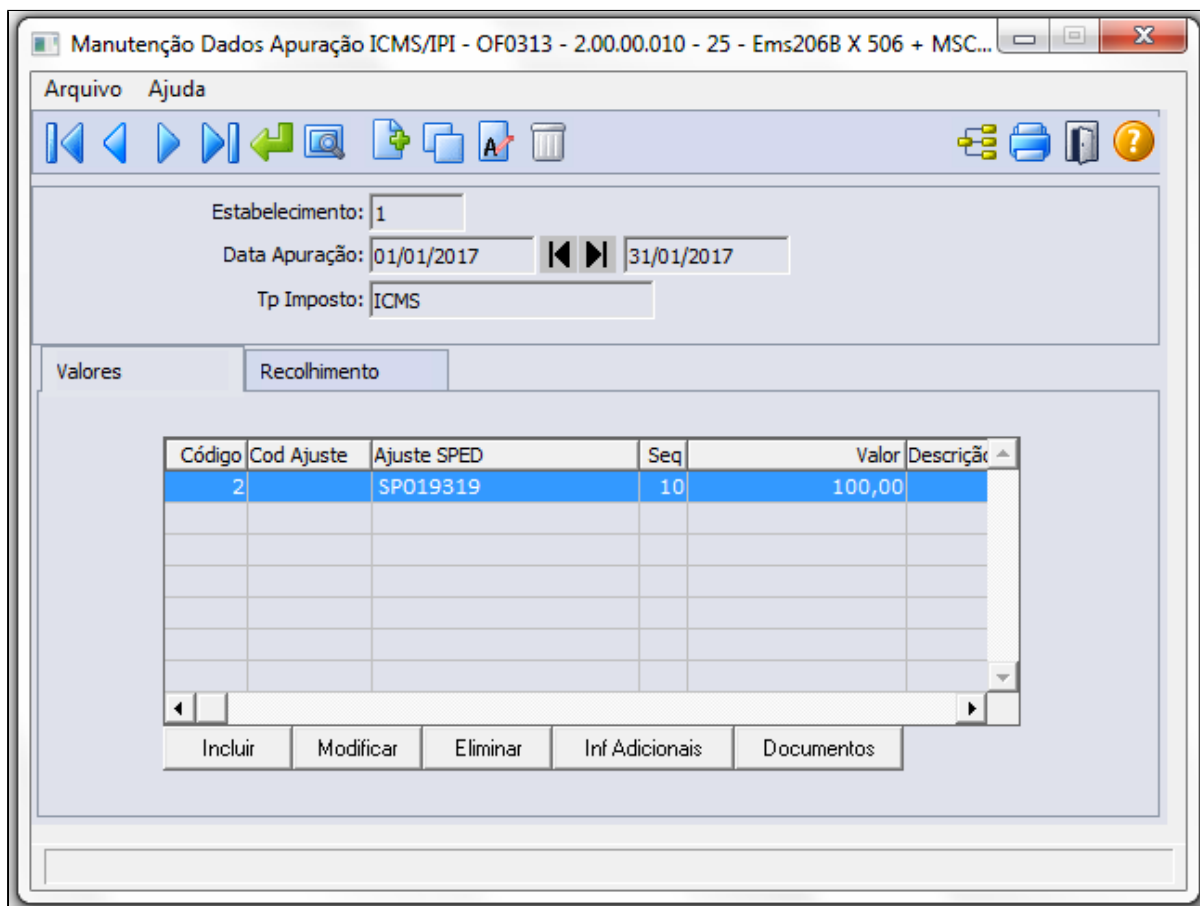 Manutenção Dados Apuração ICMS/IPI - OF0313 - 2.00.00.010 - 25 - Ems206B X 506 + MSC...
Arquivo Ajuda
Estabelecimento: 1
Data Apuração: 01/01/2017 31/01/2017
Tp Imposto: ICMS
Valores Recolhimento
Código Cod Ajuste Ajuste SPED Seq Valor Descrição
2 SP019319 10 100,00
Incluir Modificar Eliminar Inf Adicionais Documentos